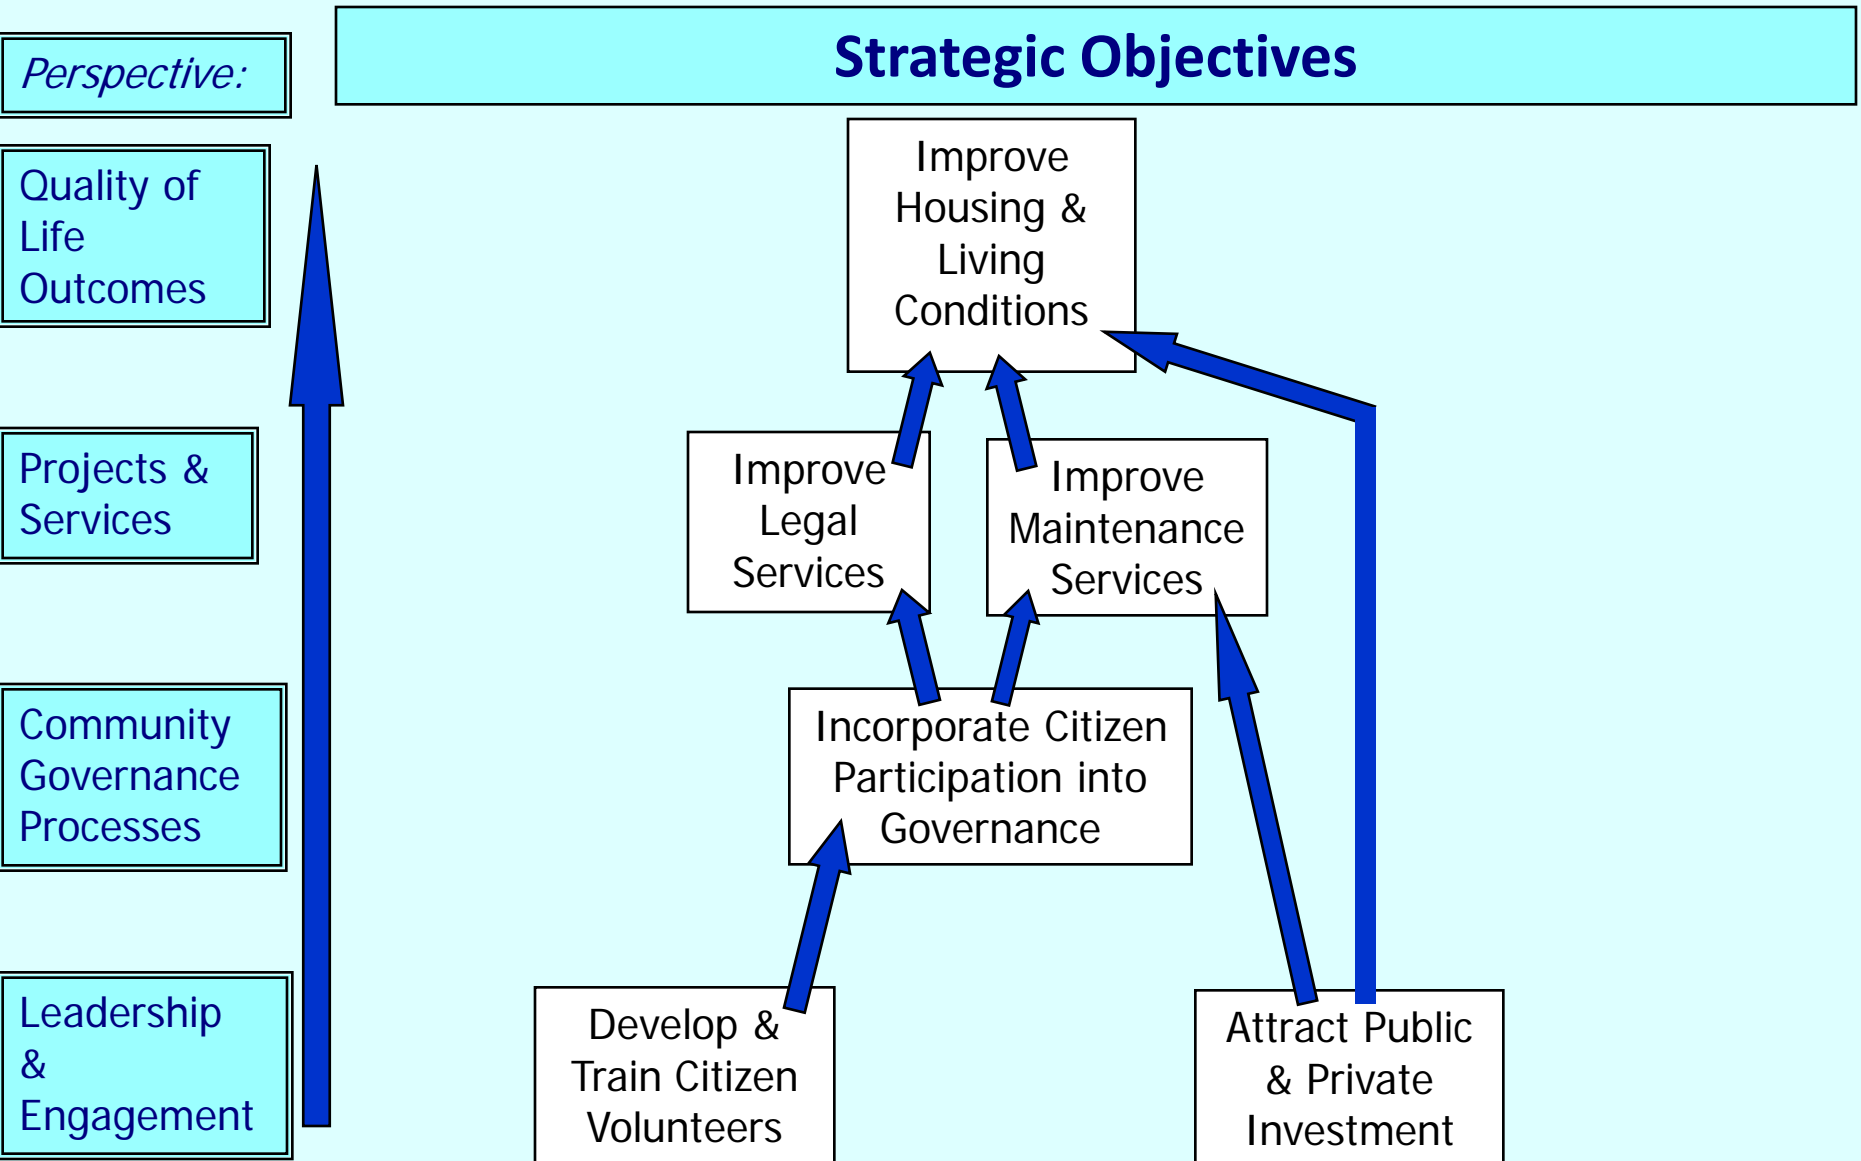 Perspective:
Strategic Objectives
Quality of
Life
Outcomes
Improve
Housing &
Living
Conditions
Projects &
Services
Improve
Legal
Services
Improve
Maintenance
Services
Community
Governance
Processes
Incorporate Citizen
Participation into
Governance
Leadership
&
Engagement
Develop &
Train Citizen
Volunteers
Attract Public
& Private
Investment